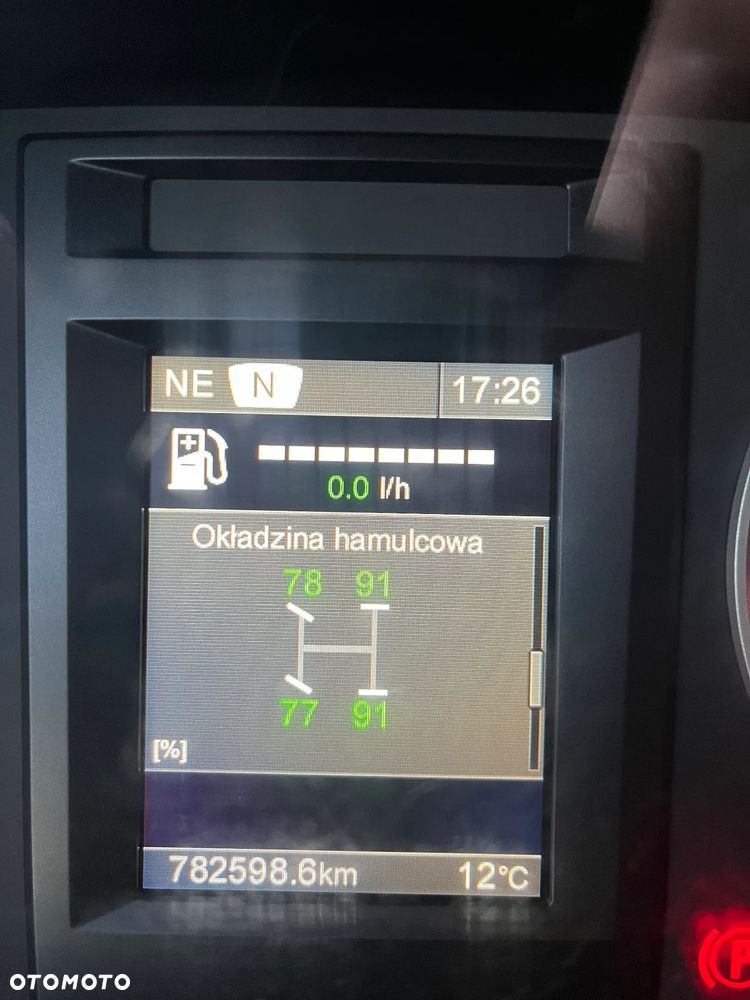 NE N 17:26
0.0 l/h
Okładzina hamulcowa
78 91
77 91
[%]
782598.6km 12°C
P
OTOMOTO